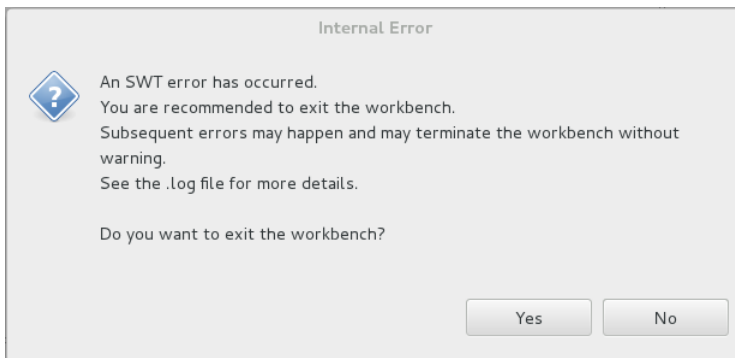 Internal Error
An SWT error has occurred.
You are recommended to exit the workbench.
Subsequent errors may happen and may terminate the workbench without
warning.
See the .log file for more details.
Do you want to exit the workbench?
Yes No